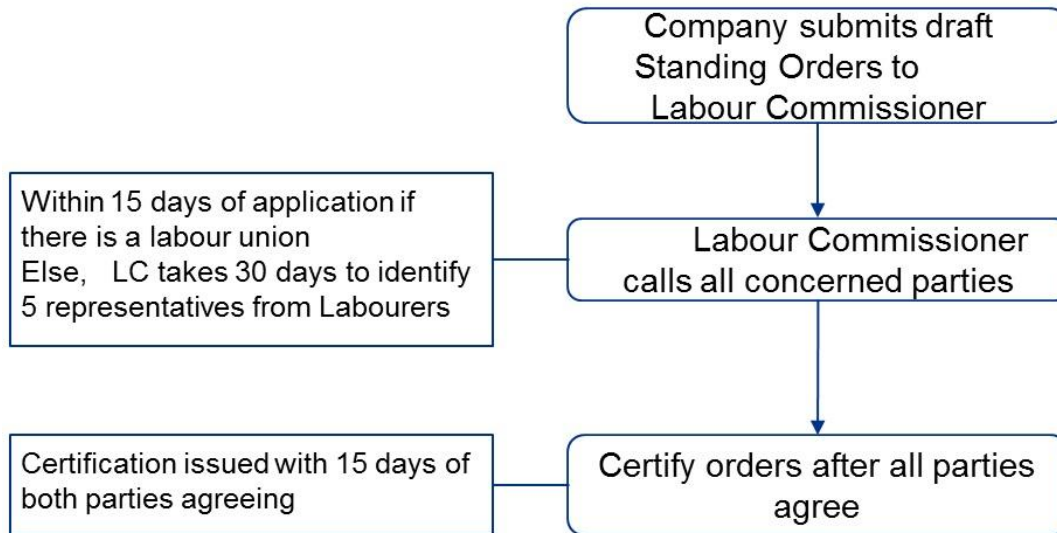 Company submits draft
Standing Orders to
Labour Commissioner
Within 15 days of application if
there is a labour union
Else, LC takes 30 days to identify
5 representatives from Labourers
Labour Commissioner
calls all concerned parties
Certification issued with 15 days of
both parties agreeing
Certify orders after all parties
agree